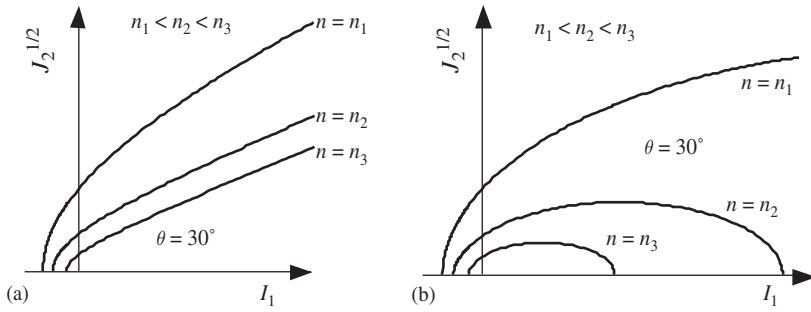 J₂^1/2
n₁ < n₂ < n₃
n = n₁
n = n₂
n = n₃
θ = 30°
(a)
I₁
J₂^1/2
n₁ < n₂ < n₃
n = n₁
θ = 30°
n = n₂
n = n₃
(b)
I₁